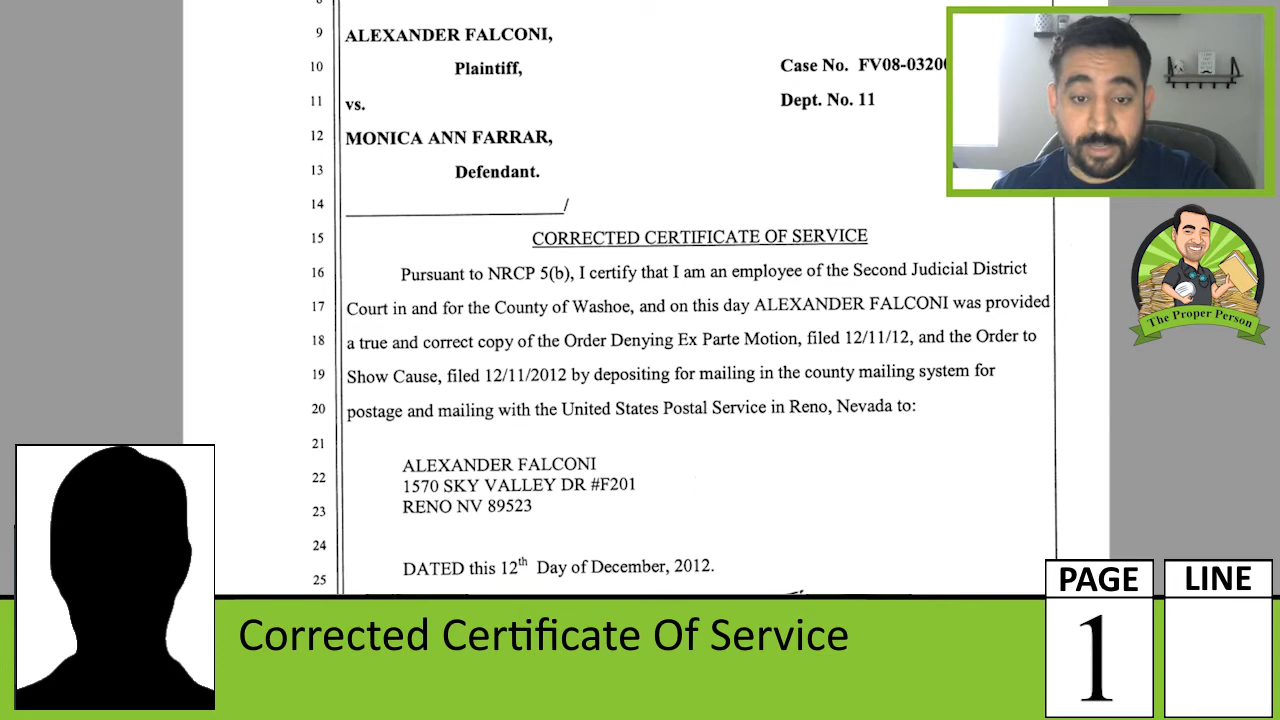 9 ALEXANDER FALCONI,
10 Plaintiff, Case No. FV08-0320
11 vs. Dept. No. 11
12 MONICA ANN FARRAR,
13 Defendant.
14 /
15 CORRECTED CERTIFICATE OF SERVICE
16 Pursuant to NRCP 5(b), I certify that I am an employee of the Second Judicial District
17 Court in and for the County of Washoe, and on this day ALEXANDER FALCONI was provided
18 a true and correct copy of the Order Denying Ex Parte Motion, filed 12/11/12, and the Order to
19 Show Cause, filed 12/11/2012 by depositing for mailing in the county mailing system for
20 postage and mailing with the United States Postal Service in Reno, Nevada to:
21
ALEXANDER FALCONI
22 1570 SKY VALLEY DR #F201
23 RENO NV 89523
24
DATED this 12th Day of December, 2012.
25
The Proper Person
Corrected Certificate Of Service
PAGE
1
LINE